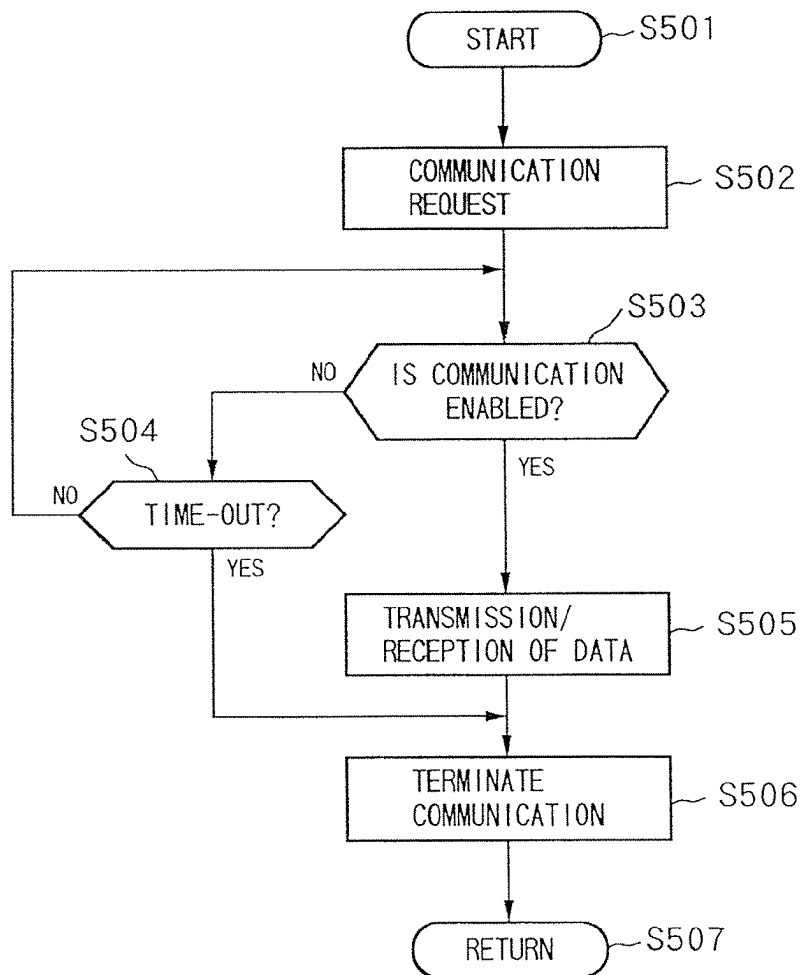 START
S501
COMMUNICATION
REQUEST
S502
S503
IS COMMUNICATION
ENABLED?
NO
YES
S504
TIME-OUT?
NO
YES
TRANSMISSION/
RECEPTION OF DATA
S505
TERMINATE
COMMUNICATION
S506
RETURN
S507